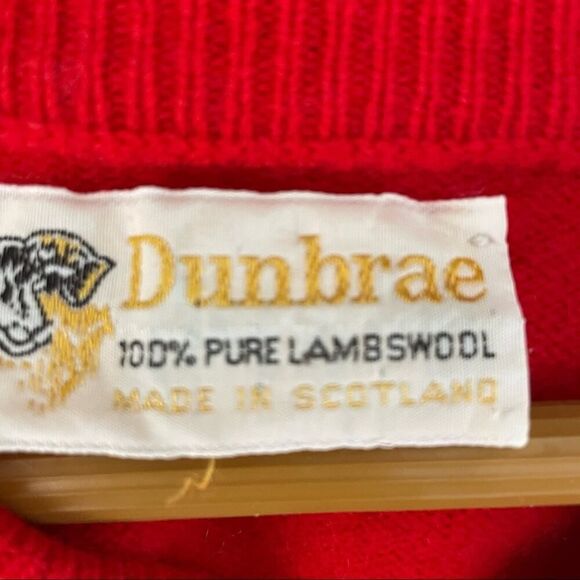 Dunbrae
100% PURE LAMBSWOOL
MADE IN SCOTLAND